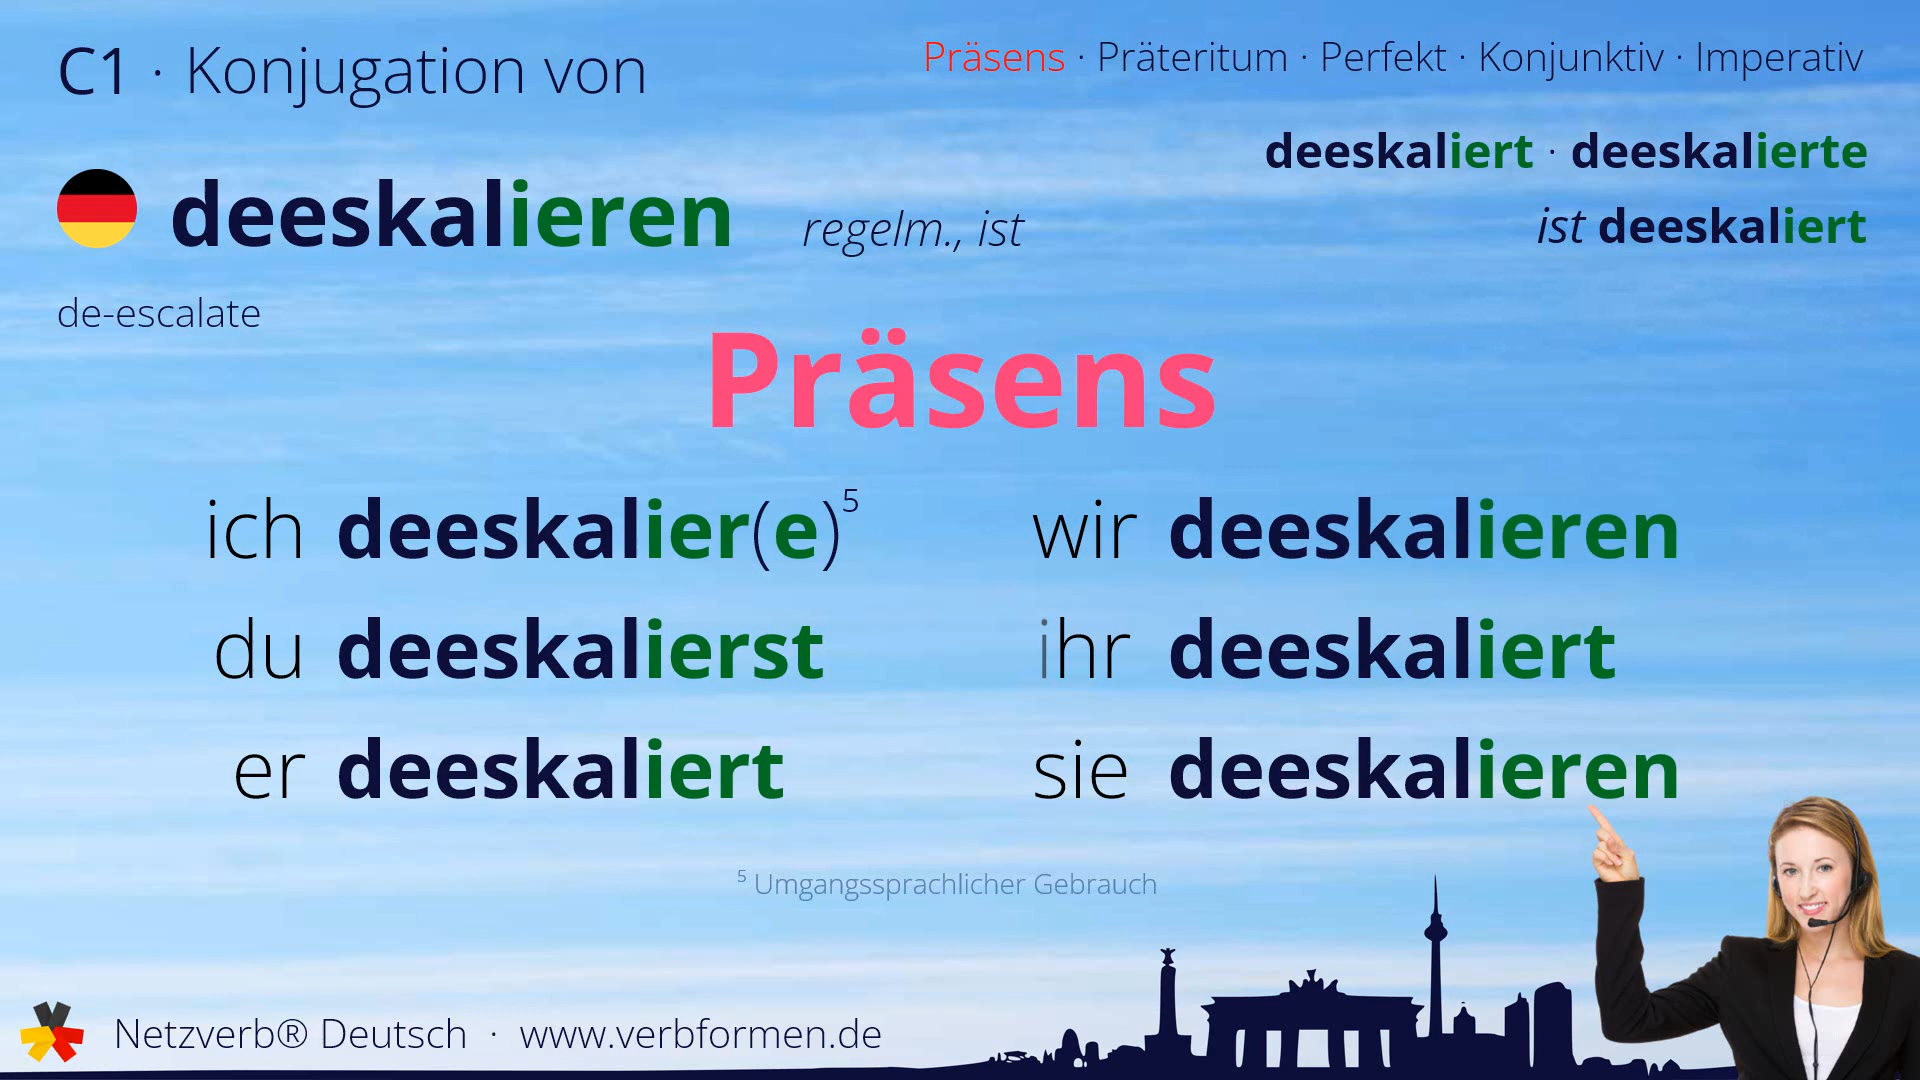 C1 · Konjugation von
Präsens · Präteritum · Perfekt · Konjunktiv · Imperativ
deeskalieren regelm., ist
deeskaliert · deeskalierte
ist deeskaliert
de-escalate
Präsens
ich deeskalier(e)⁵
du deeskalierst
er deeskaliert
wir deeskalieren
ihr deeskaliert
sie deeskalieren
⁵ Umgangssprachlicher Gebrauch
Netzverb® Deutsch · www.verbformen.de